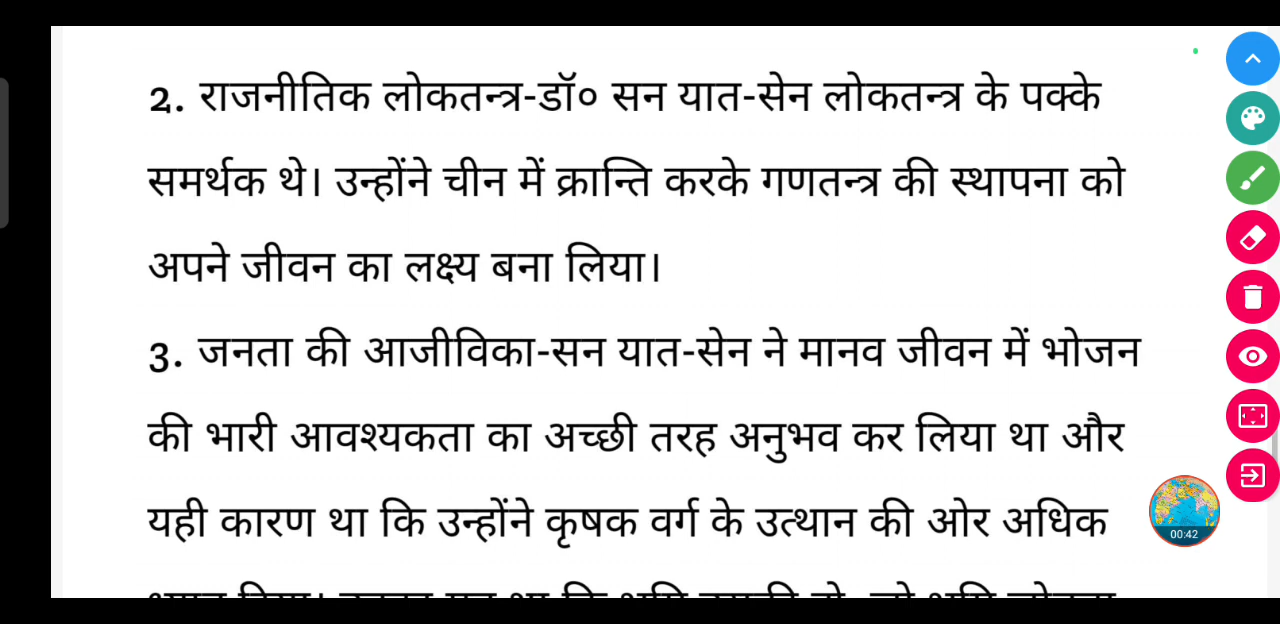 2. राजनीतिक लोकतन्त्र-डॉ० सन यात-सेन लोकतन्त्र के पक्के
समर्थक थे। उन्होंने चीन में क्रान्ति करके गणतन्त्र की स्थापना को
अपने जीवन का लक्ष्य बना लिया।
3. जनता की आजीविका-सन यात-सेन ने मानव जीवन में भोजन
की भारी आवश्यकता का अच्छी तरह अनुभव कर लिया था और
यही कारण था कि उन्होंने कृषक वर्ग के उत्थान की ओर अधिक
00:42